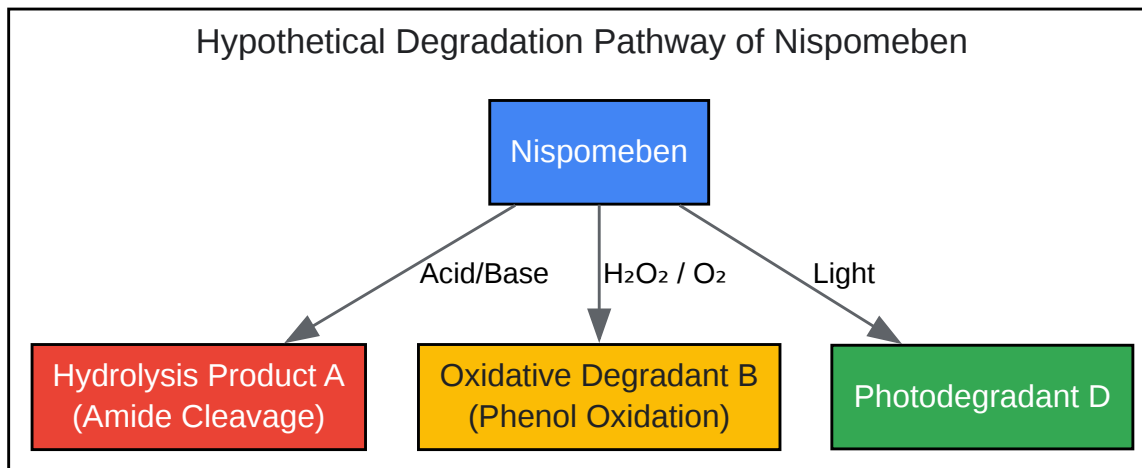 Hypothetical Degradation Pathway of Nispomeben
Nispomeben
Acid/Base
H₂O₂ / O₂
Light
Hydrolysis Product A
(Amide Cleavage)
Oxidative Degradant B
(Phenol Oxidation)
Photodegradant D